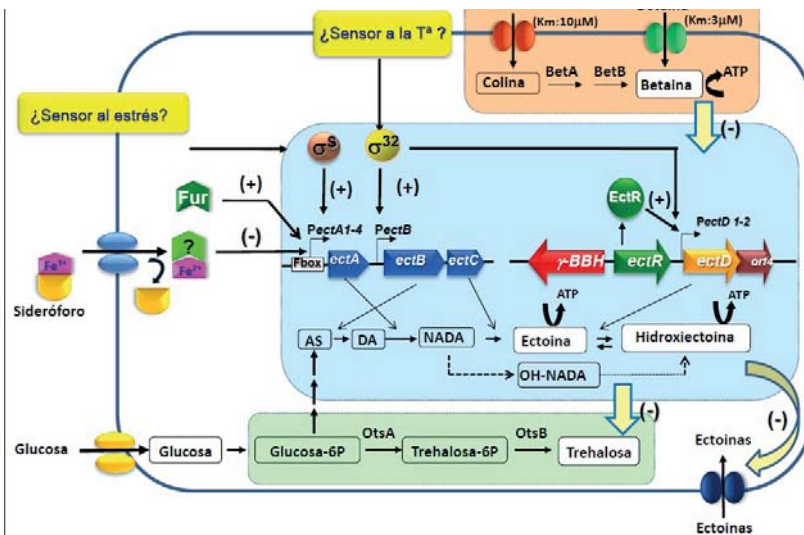 ¿Sensor a la Tª ?
(Km:10µM)
(Km:3µM)
Colina
BetA
BetB
Betaina
ATP
¿Sensor al estrés?
(-)
σS
σ32
(+)
(+)
EctR
(+)
Fur
(+)
PectA1-4
PectB
PectD 1-2
(-)
?
Fe2+
Fe3+
Sideróforo
Fbox
ectA
ectB
ectC
γ-BBH
ectR
ectD
orf4
ATP
ATP
AS
DA
NADA
Ectoina
Hidroxiectoina
OH-NADA
(-)
(-)
Glucosa
Glucosa
Glucosa-6P
OtsA
Trehalosa-6P
OtsB
Trehalosa
Ectoinas
Ectoinas